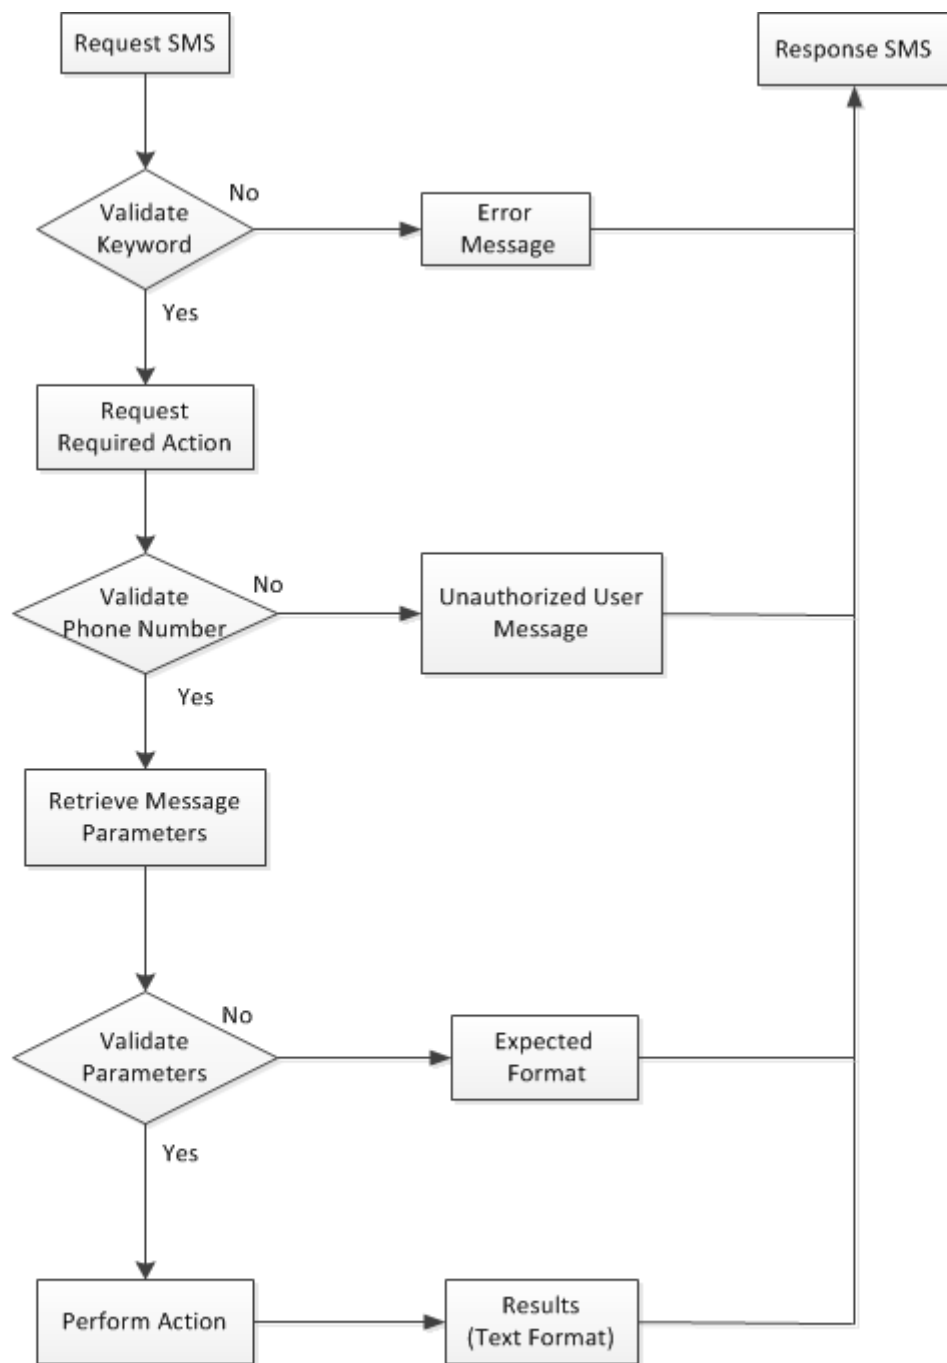 Request SMS
Response SMS
No
Validate
Keyword
Error
Message
Yes
Request
Required Action
No
Validate
Phone Number
Unauthorized User
Message
Yes
Retrieve Message
Parameters
No
Validate
Parameters
Expected
Format
Yes
Perform Action
Results
(Text Format)